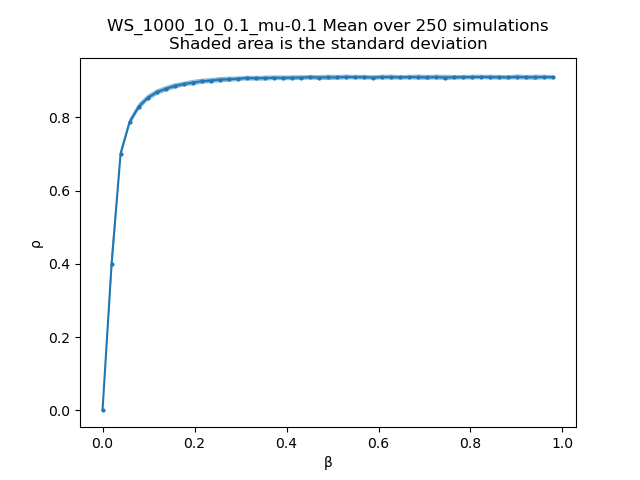 WS_1000_10_0.1_mu-0.1 Mean over 250 simulations
Shaded area is the standard deviation
0.8
0.6
ρ
0.4
0.2
0.0
0.0 0.2 0.4 0.6 0.8 1.0
β